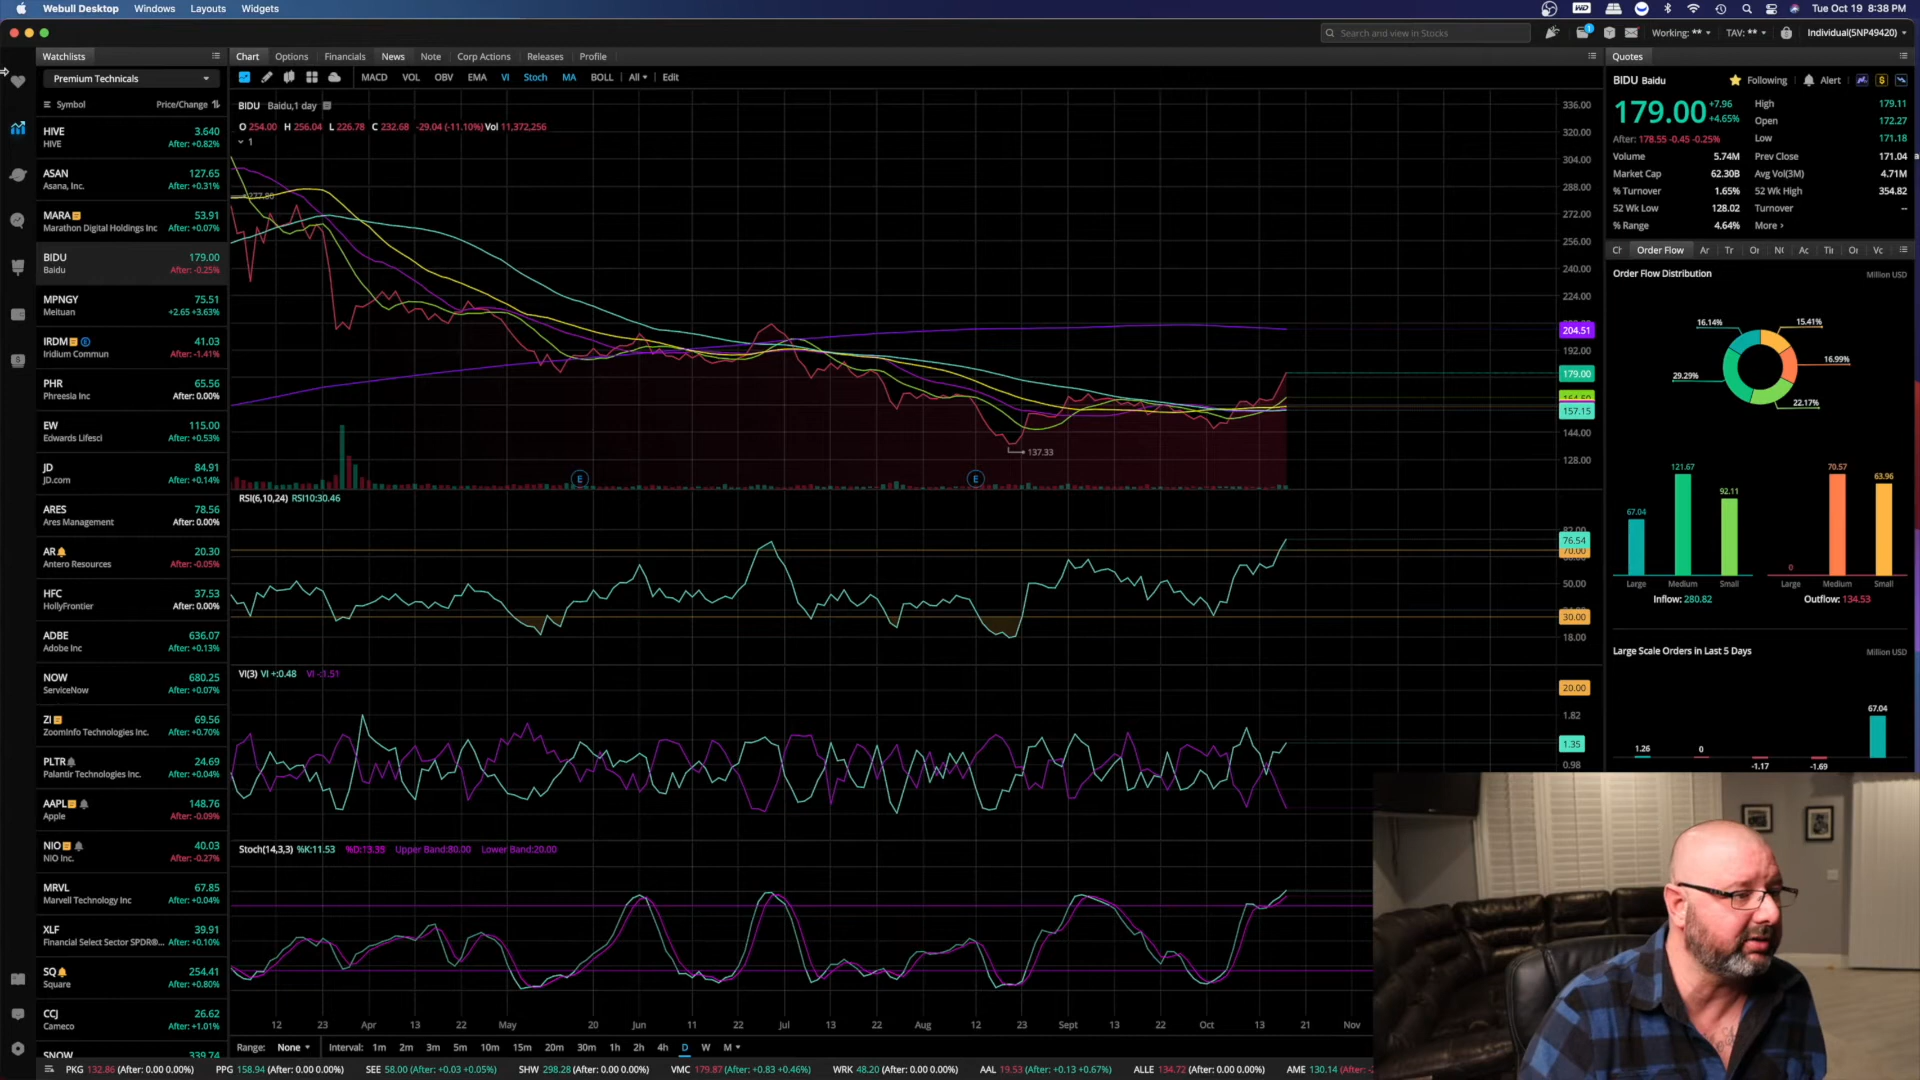 Webull Desktop Windows Layouts Widgets
Tue Oct 19 8:38 PM
Search and view in Stocks
Working: ** TAV: ** Individual(5NP49420)
Watchlists
Chart Options Financials News Note Corp Actions Releases Profile
Quotes
Premium Technicals
MACD VOL OBV EMA VI Stoch MA BOLL All Edit
Symbol Price/Change
HIVE 3.640
HIVE After: +0.82%
ASAN 127.65
Asana, Inc. After: +0.31%
MARA 53.91
Marathon Digital Holdings Inc After: +0.07%
BIDU 179.00
Baidu After: -0.25%
MPNGY 75.51
Meituan +2.65 +3.63%
IRDM 41.03
Iridium Commun After: -1.41%
PHR 65.56
Phreesia Inc After: 0.00%
EW 115.00
Edwards Lifesci After: +0.53%
JD 84.91
JD.com After: +0.14%
ARES 78.56
Ares Management After: 0.00%
AR 20.30
Antero Resources After: -0.05%
HFC 37.53
HollyFrontier After: 0.00%
ADBE 636.07
Adobe Inc After: +0.13%
NOW 680.25
ServiceNow After: +0.07%
ZI 69.56
ZoomInfo Technologies Inc. After: +0.70%
PLTR 24.69
Palantir Technologies Inc. After: +0.04%
AAPL 148.76
Apple After: -0.09%
NIO 40.03
NIO Inc. After: -0.27%
MRVL 67.85
Marvell Technology Inc After: +0.04%
XLF 39.91
Financial Select Sector SPDR®... After: +0.10%
SQ 254.41
Square After: +0.80%
CCJ 26.62
Cameco After: +1.01%
SNOW 339.74
BIDU Baidu,1 day
O 254.00 H 256.04 L 226.78 C 232.68 -29.04 (-11.10%) Vol 11,372,256
1
277.80
137.33
E
E
336.00
320.00
304.00
288.00
272.00
256.00
240.00
224.00
204.51
192.00
179.00
157.15
144.00
128.00
RSI(6,10,24) RSI10:30.46
76.54
70.00
50.00
30.00
18.00
VI(3) VI +:0.48 VI -:1.51
20.00
1.82
1.35
0.98
Stoch(14,3,3) %K:11.53 %D:13.35 Upper Band:80.00 Lower Band:20.00
12 23 Apr 13 22 May 20 Jun 11 22 Jul 13 22 Aug 12 23 Sept 13 22 Oct 13 21 Nov
Range: None Interval: 1m 2m 3m 5m 10m 15m 20m 30m 1h 2h 4h D W M
PKG 132.86 (After: 0.00 0.00%) PPG 158.94 (After: 0.00 0.00%) SEE 58.00 (After: +0.03 +0.05%) SHW 298.28 (After: 0.00 0.00%) VMC 179.87 (After: +0.83 +0.46%) WRK 48.20 (After: 0.00 0.00%) AAL 19.53 (After: +0.13 +0.67%) ALLE 134.72 (After: 0.00 0.00%) AME 130.14 (After:
BIDU Baidu Following Alert
179.00 +7.96 +4.65%
After: 178.55 -0.45 -0.25%
High 179.11
Open 172.27
Low 171.18
Volume 5.74M Prev Close 171.04
Market Cap 62.30B Avg Vol(3M) 4.71M
% Turnover 1.65% 52 Wk High 354.82
52 Wk Low 128.02 Turnover --
% Range 4.64% More
Order Flow
Order Flow Distribution Million USD
16.14% 15.41%
16.99%
29.29%
22.17%
67.04 121.67 92.11 0 70.57 63.96
Large Medium Small Large Medium Small
Inflow: 280.82 Outflow: 134.53
Large Scale Orders in Last 5 Days Million USD
1.26 0 -1.17 -1.69 67.04